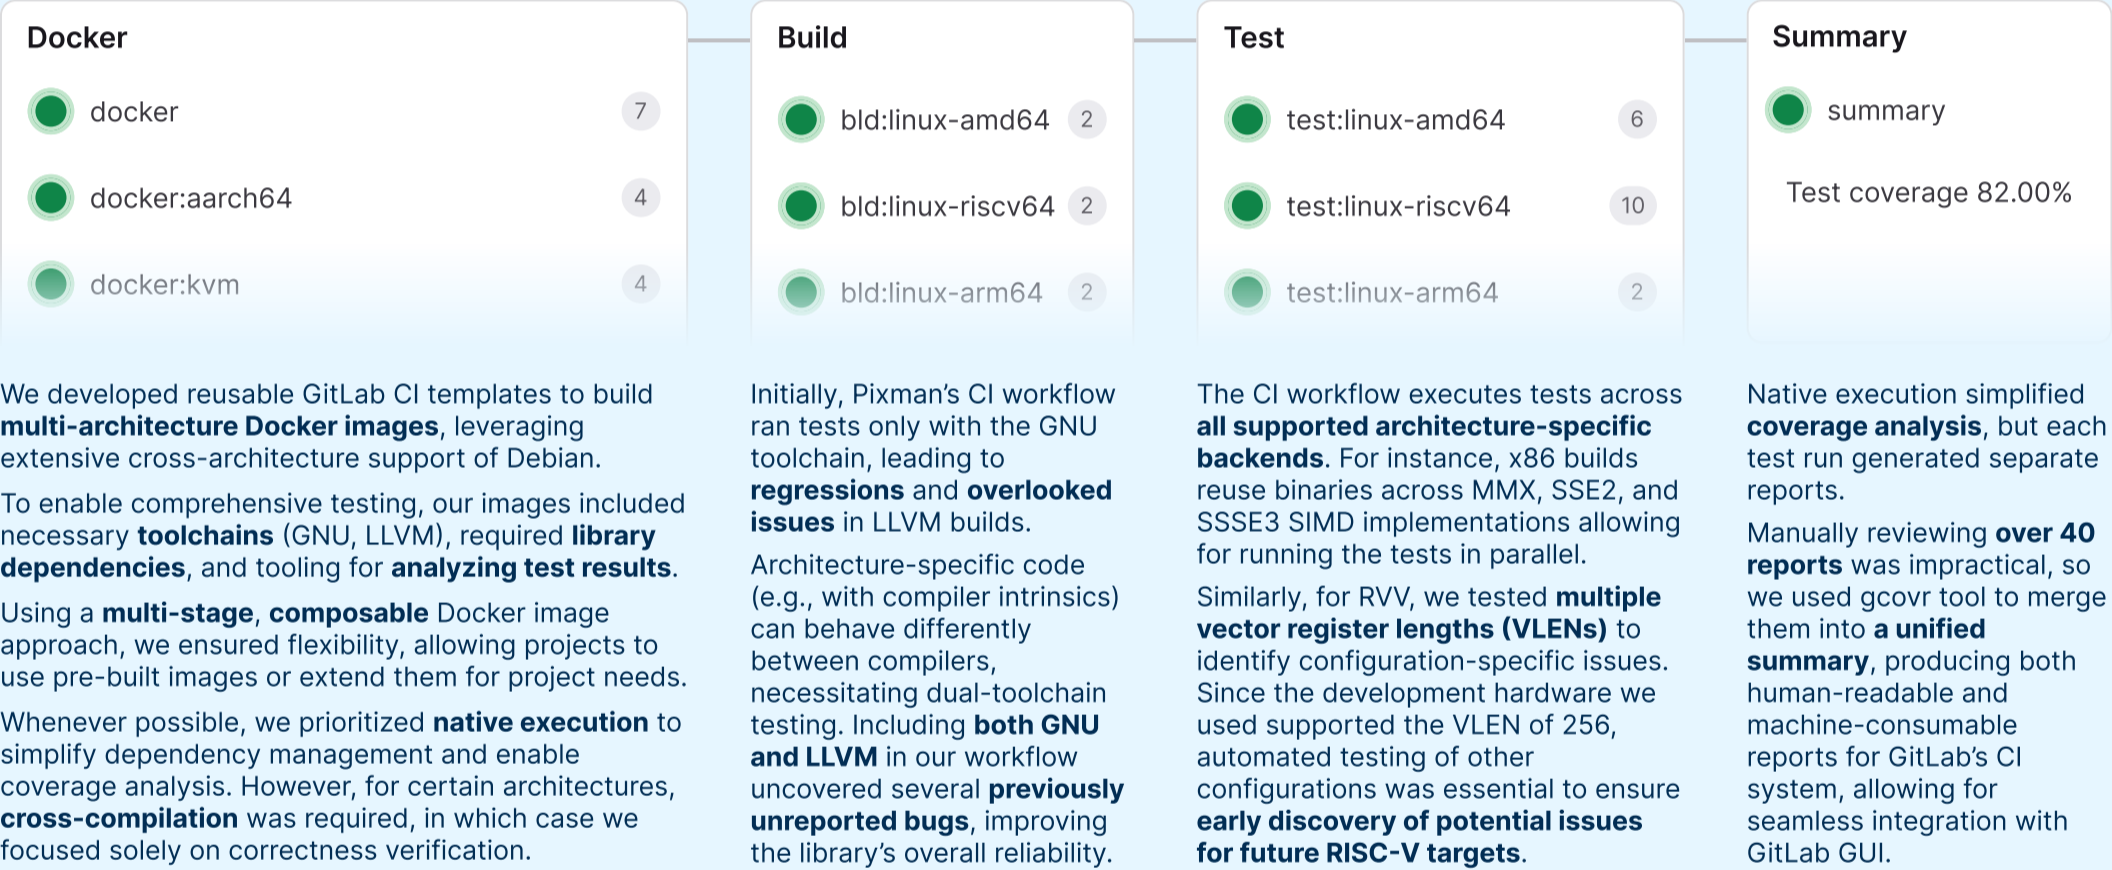 Docker
docker 7
docker:aarch64 4
docker:kvm 4
We developed reusable GitLab CI templates to build
multi-architecture Docker images, leveraging
extensive cross-architecture support of Debian.
To enable comprehensive testing, our images included
necessary toolchains (GNU, LLVM), required library
dependencies, and tooling for analyzing test results.
Using a multi-stage, composable Docker image
approach, we ensured flexibility, allowing projects to
use pre-built images or extend them for project needs.
Whenever possible, we prioritized native execution to
simplify dependency management and enable
coverage analysis. However, for certain architectures,
cross-compilation was required, in which case we
focused solely on correctness verification.
Build
bld:linux-amd64 2
bld:linux-riscv64 2
bld:linux-arm64 2
Initially, Pixman’s CI workflow
ran tests only with the GNU
toolchain, leading to
regressions and overlooked
issues in LLVM builds.
Architecture-specific code
(e.g., with compiler intrinsics)
can behave differently
between compilers,
necessitating dual-toolchain
testing. Including both GNU
and LLVM in our workflow
uncovered several previously
unreported bugs, improving
the library’s overall reliability.
Test
test:linux-amd64 6
test:linux-riscv64 10
test:linux-arm64 2
The CI workflow executes tests across
all supported architecture-specific
backends. For instance, x86 builds
reuse binaries across MMX, SSE2, and
SSSE3 SIMD implementations allowing
for running the tests in parallel.
Similarly, for RVV, we tested multiple
vector register lengths (VLENs) to
identify configuration-specific issues.
Since the development hardware we
used supported the VLEN of 256,
automated testing of other
configurations was essential to ensure
early discovery of potential issues
for future RISC-V targets.
Summary
summary
Test coverage 82.00%
Native execution simplified
coverage analysis, but each
test run generated separate
reports.
Manually reviewing over 40
reports was impractical, so
we used gcovr tool to merge
them into a unified
summary, producing both
human-readable and
machine-consumable
reports for GitLab’s CI
system, allowing for
seamless integration with
GitLab GUI.